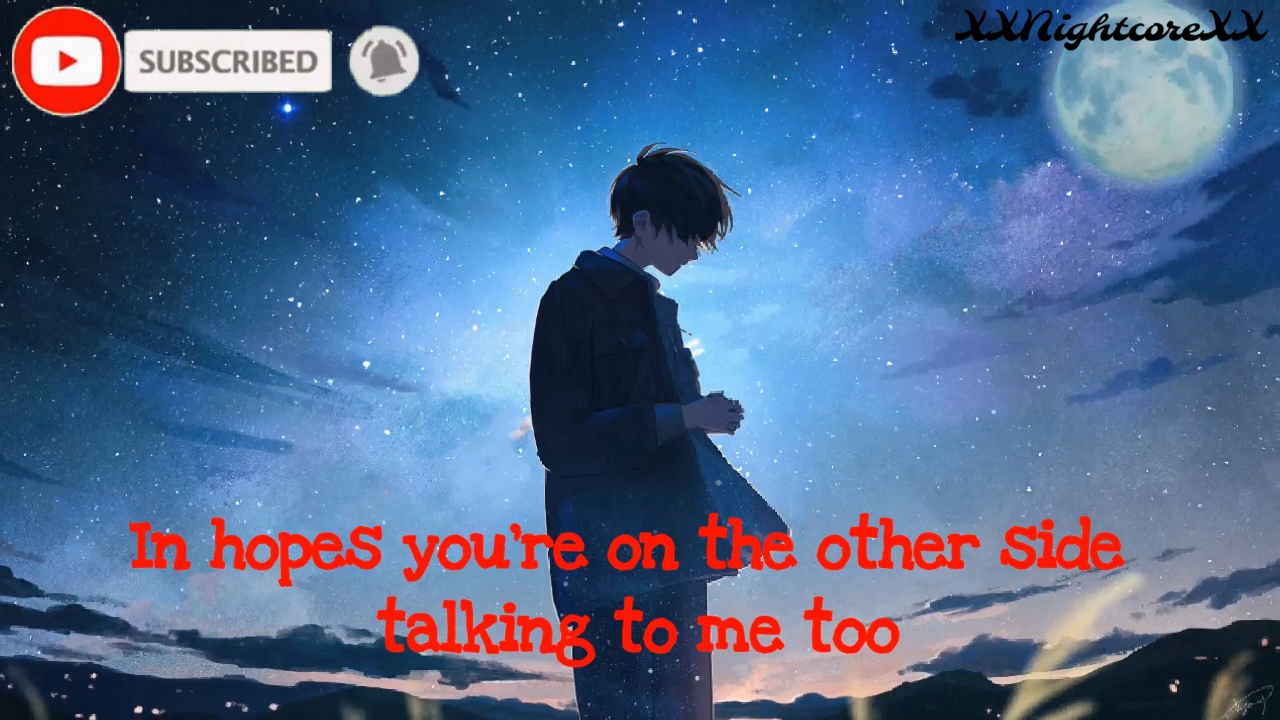 SUBSCRIBED
XXNightcoreXX
In hopes you're on the other side
talking to me too